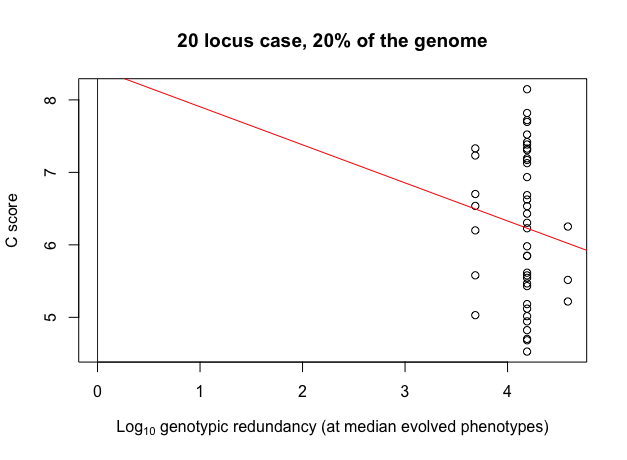 20 locus case, 20% of the genome
8
7
6
5
C score
0 1 2 3 4
Log₁₀ genotypic redundancy (at median evolved phenotypes)